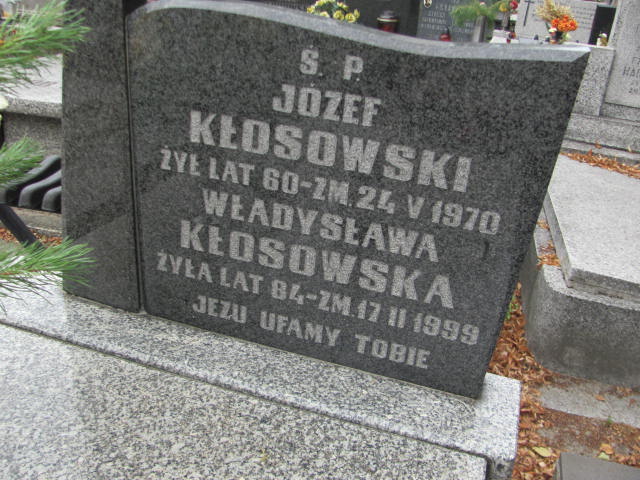 Ś. P.
JÓZEF
KŁOSOWSKI
ŻYŁ LAT 60-ZM. 24 V 1970
WŁADYSŁAWA
KŁOSOWSKA
ŻYŁA LAT 84-ZM. 17 II 1999
JEZU UFAMY TOBIE